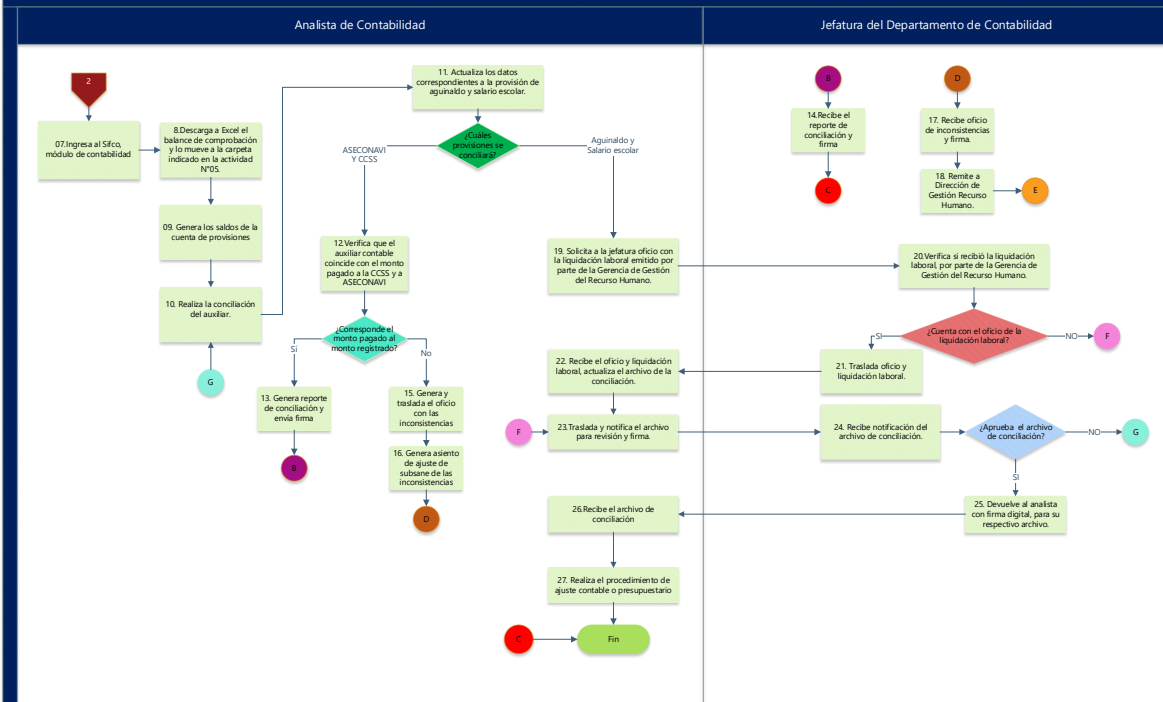 Analista de Contabilidad
Jefatura del Departamento de Contabilidad
2
07.Ingresa al Sifco,
módulo de contabilidad
8.Descarga a Excel el
balance de comprobación
y lo mueve a la carpeta
indicado en la actividad
N°05.
09. Genera los saldos de la
cuenta de provisiones
10. Realiza la conciliación
del auxiliar.
G
11. Actualiza los datos
correspondientes a la provisión de
aguinaldo y salario escolar.
¿Cuáles
provisiones se
conciliará?
ASECONAVI
Y CCSS
Aguinaldo y
Salario escolar
12.Verifica que el
auxiliar contable
coincide con el monto
pagado a la CCSS y a
ASECONAVI
¿Corresponde el
monto pagado al
monto registrado?
Si
No
13. Genera reporte
de conciliación y
envía firma
B
15. Genera y
traslada el oficio
con las
inconsistencias
16. Genera asiento
de ajuste de
subsane de las
inconsistencias
D
B
14.Recibe el
reporte de
conciliación y
firma
C
D
17. Recibe oficio
de inconsistencias
y firma.
18. Remite a
Dirección de
Gestión Recurso
Humano.
E
19. Solicita a la jefatura oficio con
la liquidación laboral emitido por
parte de la Gerencia de Gestión
del Recurso Humano.
20.Verifica si recibió la liquidación
laboral, por parte de la Gerencia de
Gestión del Recurso Humano.
¿Cuenta con el oficio de la
liquidación laboral?
SI
NO
F
21. Traslada oficio y
liquidación laboral.
22. Recibe el oficio y liquidación
laboral, actualiza el archivo de la
conciliación.
F
23.Traslada y notifica el archivo
para revisión y firma.
24. Recibe notificación del
archivo de conciliación.
¿Aprueba el archivo
de conciliación?
NO
G
SI
25. Devuelve al analista
con firma digital, para su
respectivo archivo.
26.Recibe el archivo de
conciliación
27. Realiza el procedimiento de
ajuste contable o presupuestario
C
Fin